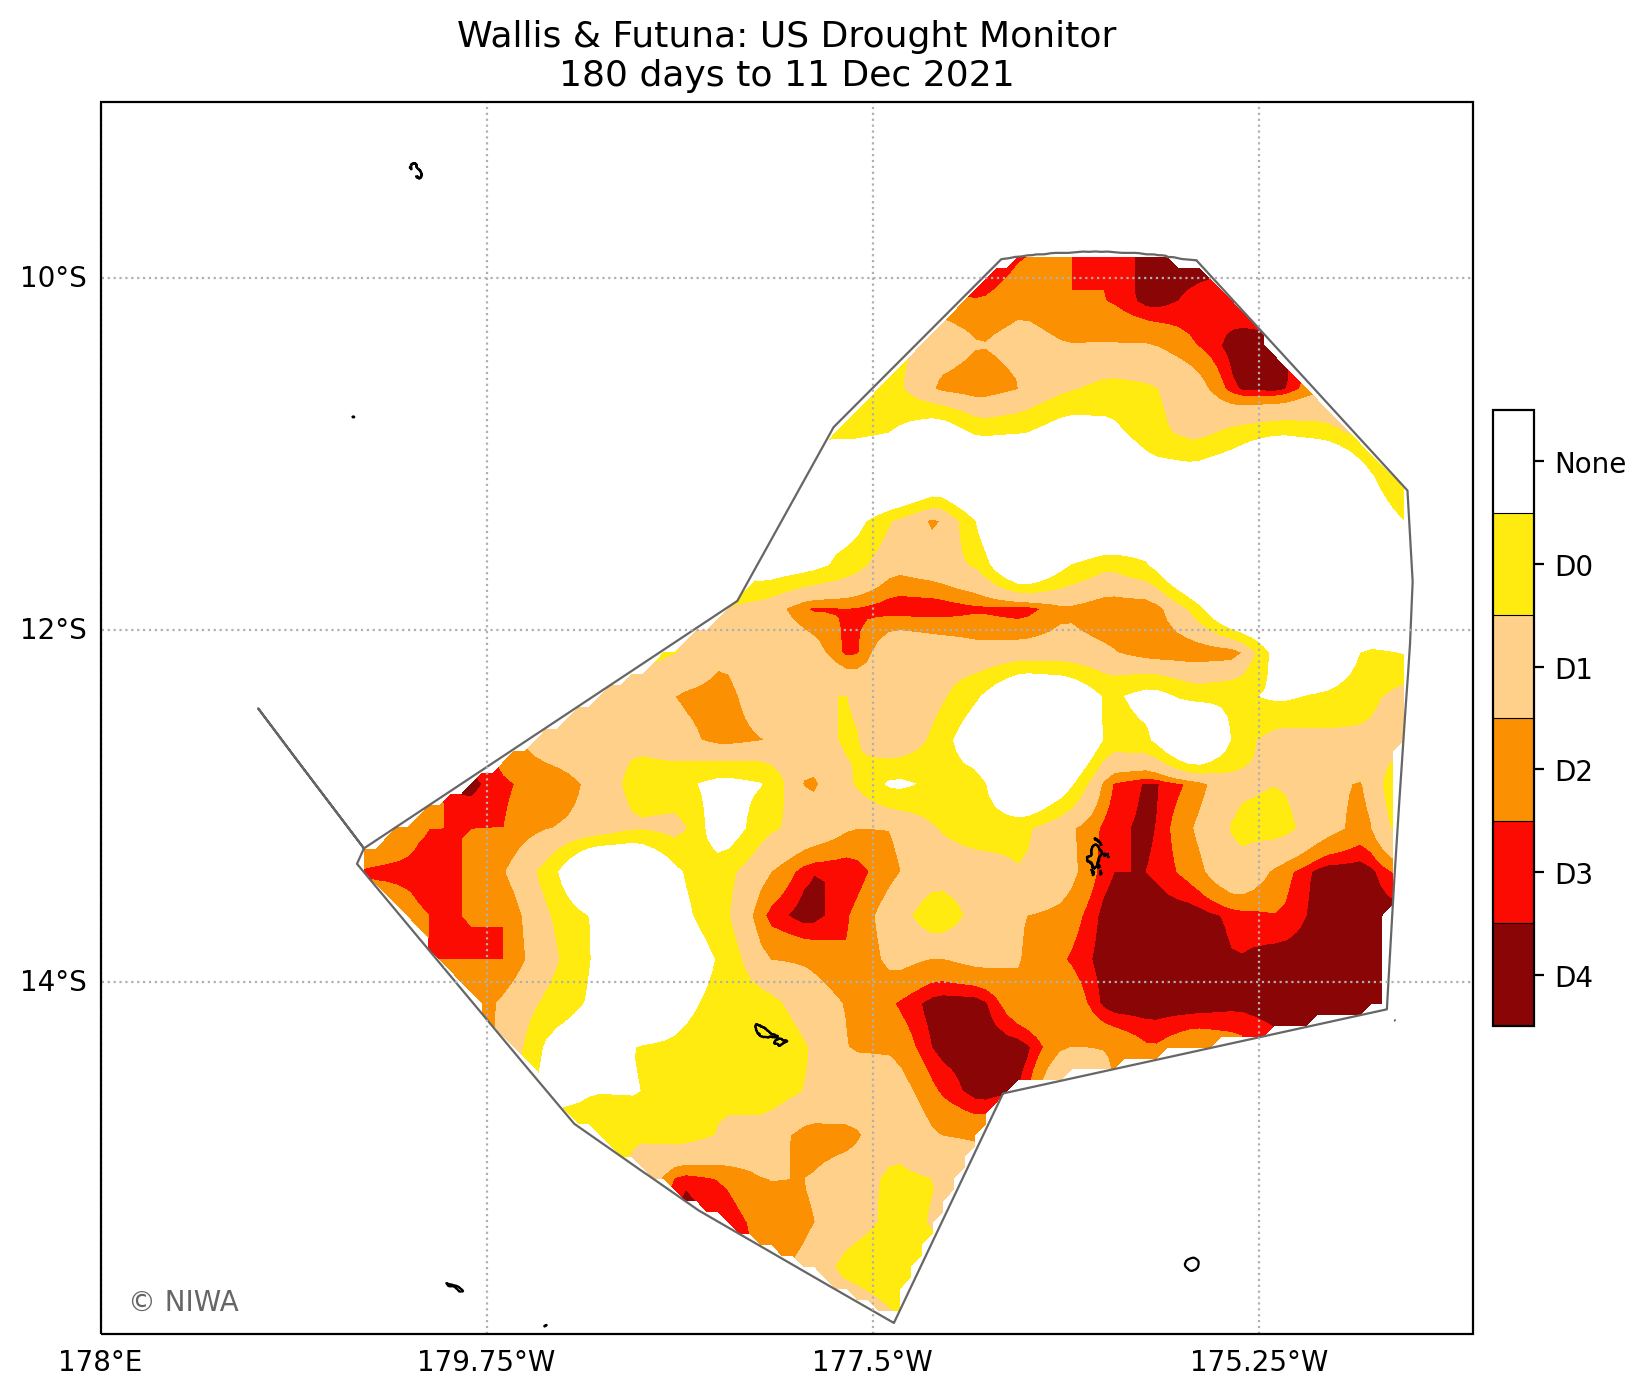 Wallis & Futuna: US Drought Monitor
180 days to 11 Dec 2021
10°S
12°S
14°S
178°E
179.75°W
177.5°W
175.25°W
None
D0
D1
D2
D3
D4
© NIWA